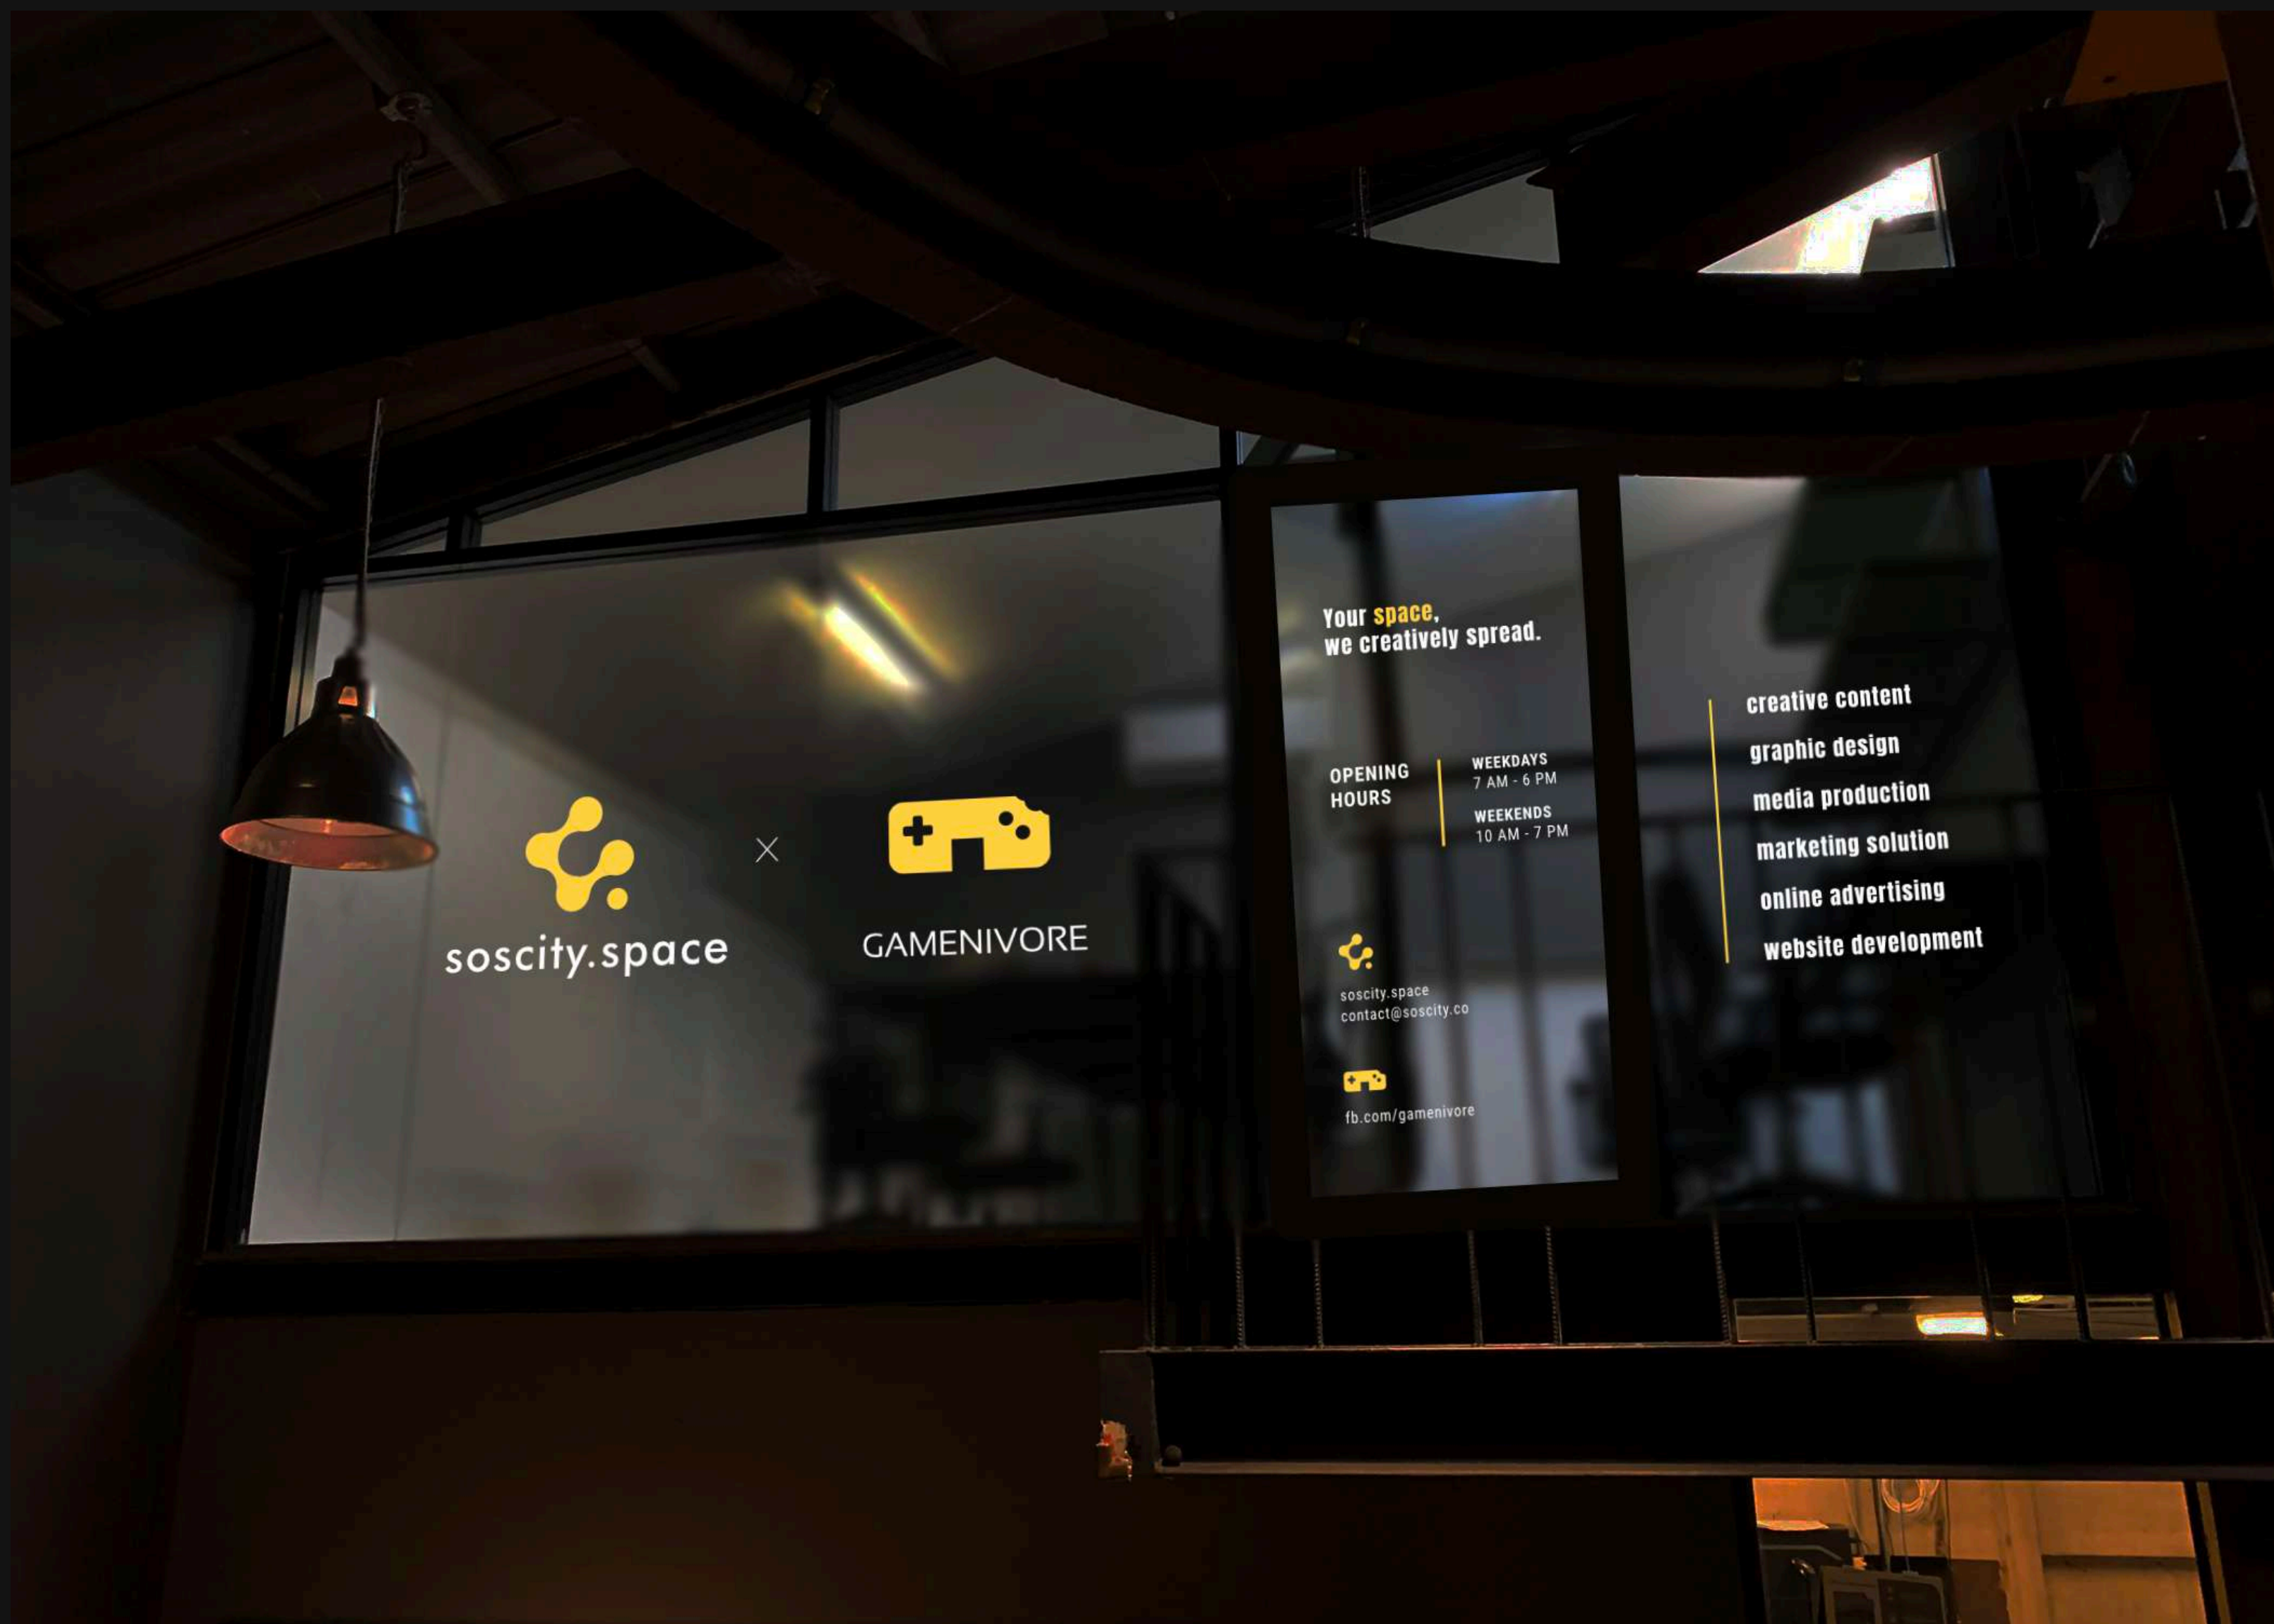 soscity.space
X
GAMENIVORE
Your space,
we creatively spread.
OPENING
HOURS
WEEKDAYS
7 AM - 6 PM
WEEKENDS
10 AM - 7 PM
soscity.space
contact@soscity.co
fb.com/gamenivore
creative content
graphic design
media production
marketing solution
online advertising
website development